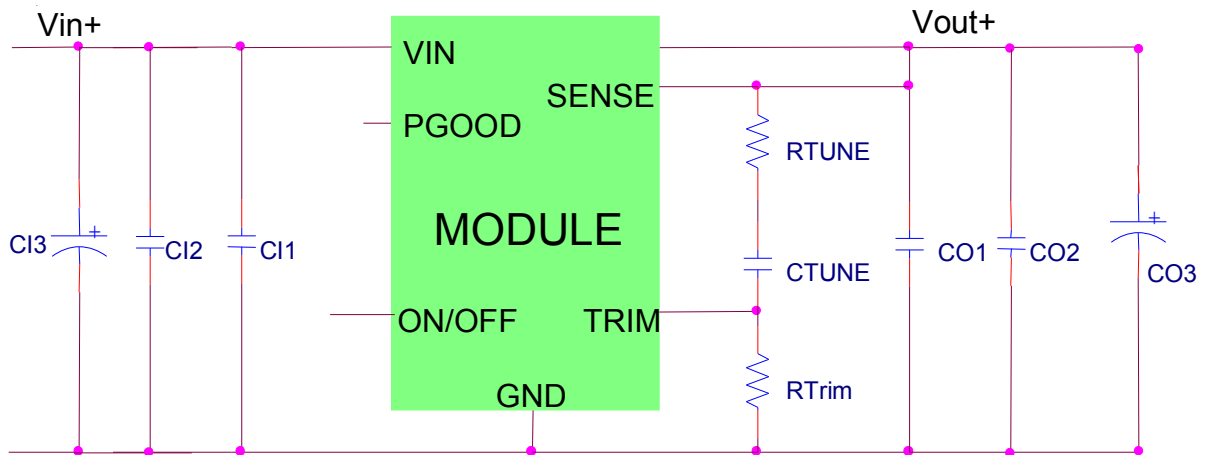 Vin+
Vout+
VIN
SENSE
PGOOD
RTUNE
MODULE
CI3
CI2
CI1
CTUNE
CO1
CO2
CO3
ON/OFF
TRIM
RTrim
GND